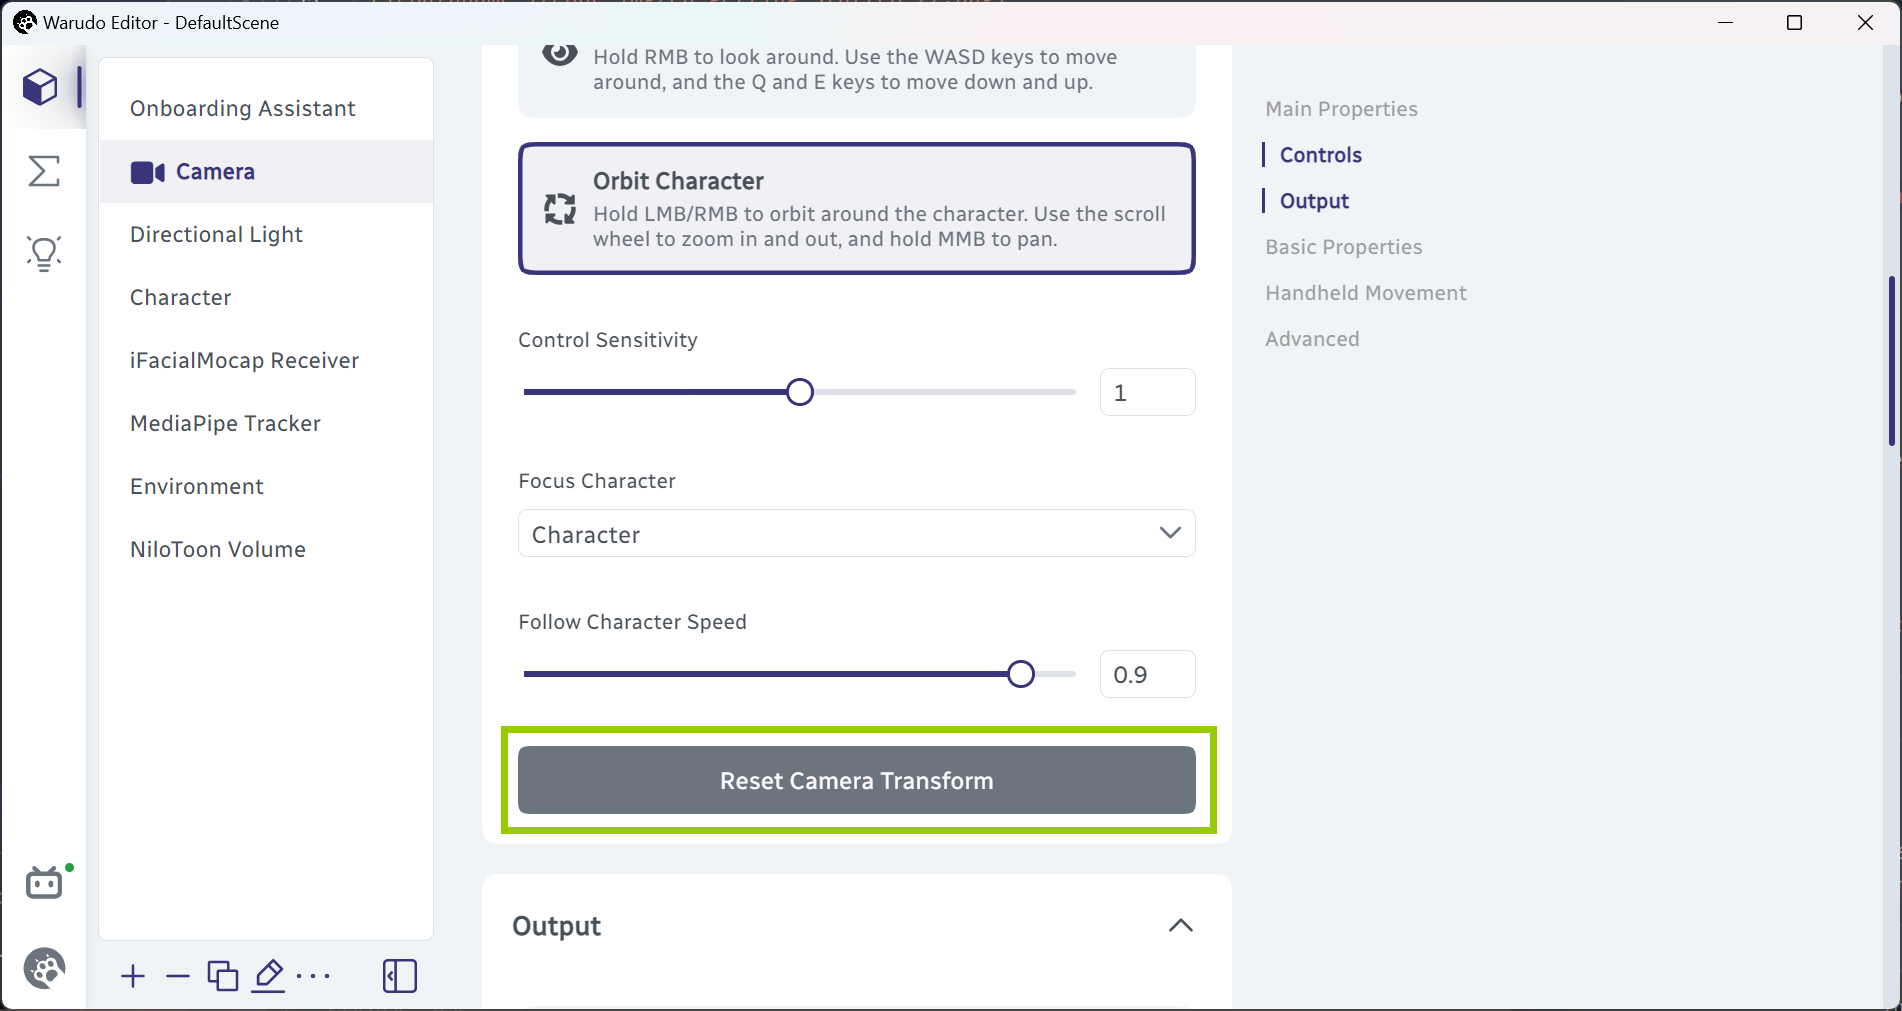 Warudo Editor - DefaultScene
Onboarding Assistant
Camera
Directional Light
Character
iFacialMocap Receiver
MediaPipe Tracker
Environment
NiloToon Volume
Hold RMB to look around. Use the WASD keys to move
around, and the Q and E keys to move down and up.
Orbit Character
Hold LMB/RMB to orbit around the character. Use the scroll
wheel to zoom in and out, and hold MMB to pan.
Control Sensitivity
1
Focus Character
Character
Follow Character Speed
0.9
Reset Camera Transform
Output
Main Properties
Controls
Output
Basic Properties
Handheld Movement
Advanced